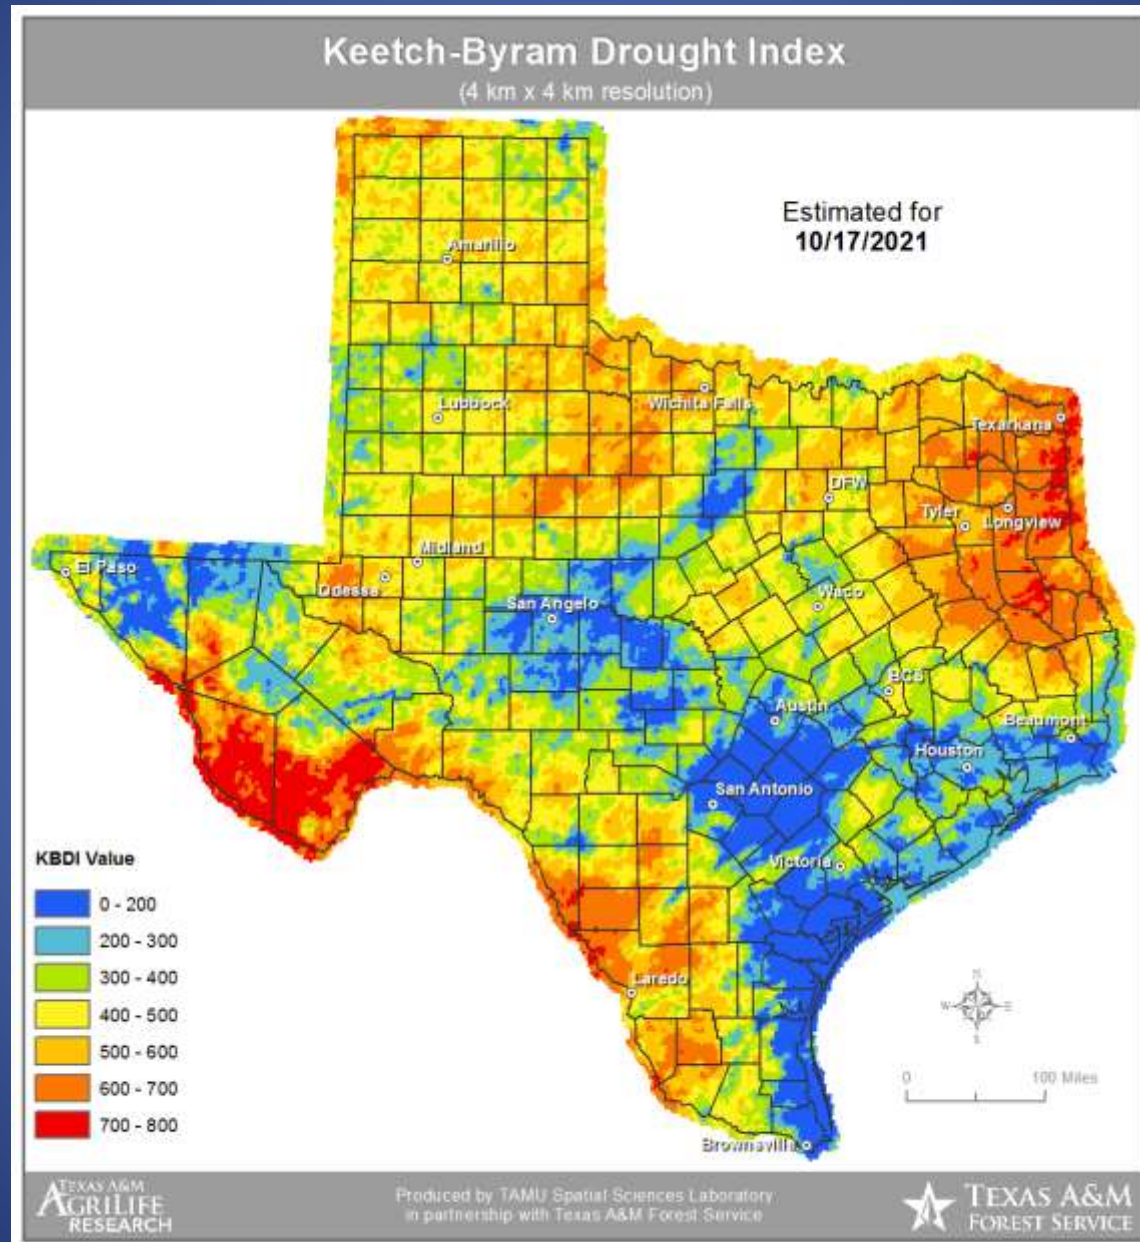 Keetch-Byram Drought Index
(4 km x 4 km resolution)
Estimated for
10/17/2021
Amarillo
Lubbock
Wichita Falls
Texarkana
DFW
Tyler
Longview
Midland
El Paso
Odessa
San Angelo
Waco
BCS
Austin
Beaumont
Houston
San Antonio
Victoria
Laredo
Brownsville
KBDI Value
0 - 200
200 - 300
300 - 400
400 - 500
500 - 600
600 - 700
700 - 800
N
W E
S
0 100 Miles
TEXAS A&M
AGRILIFE
RESEARCH
Produced by TAMU Spatial Sciences Laboratory
in partnership with Texas A&M Forest Service
TEXAS A&M
FOREST SERVICE